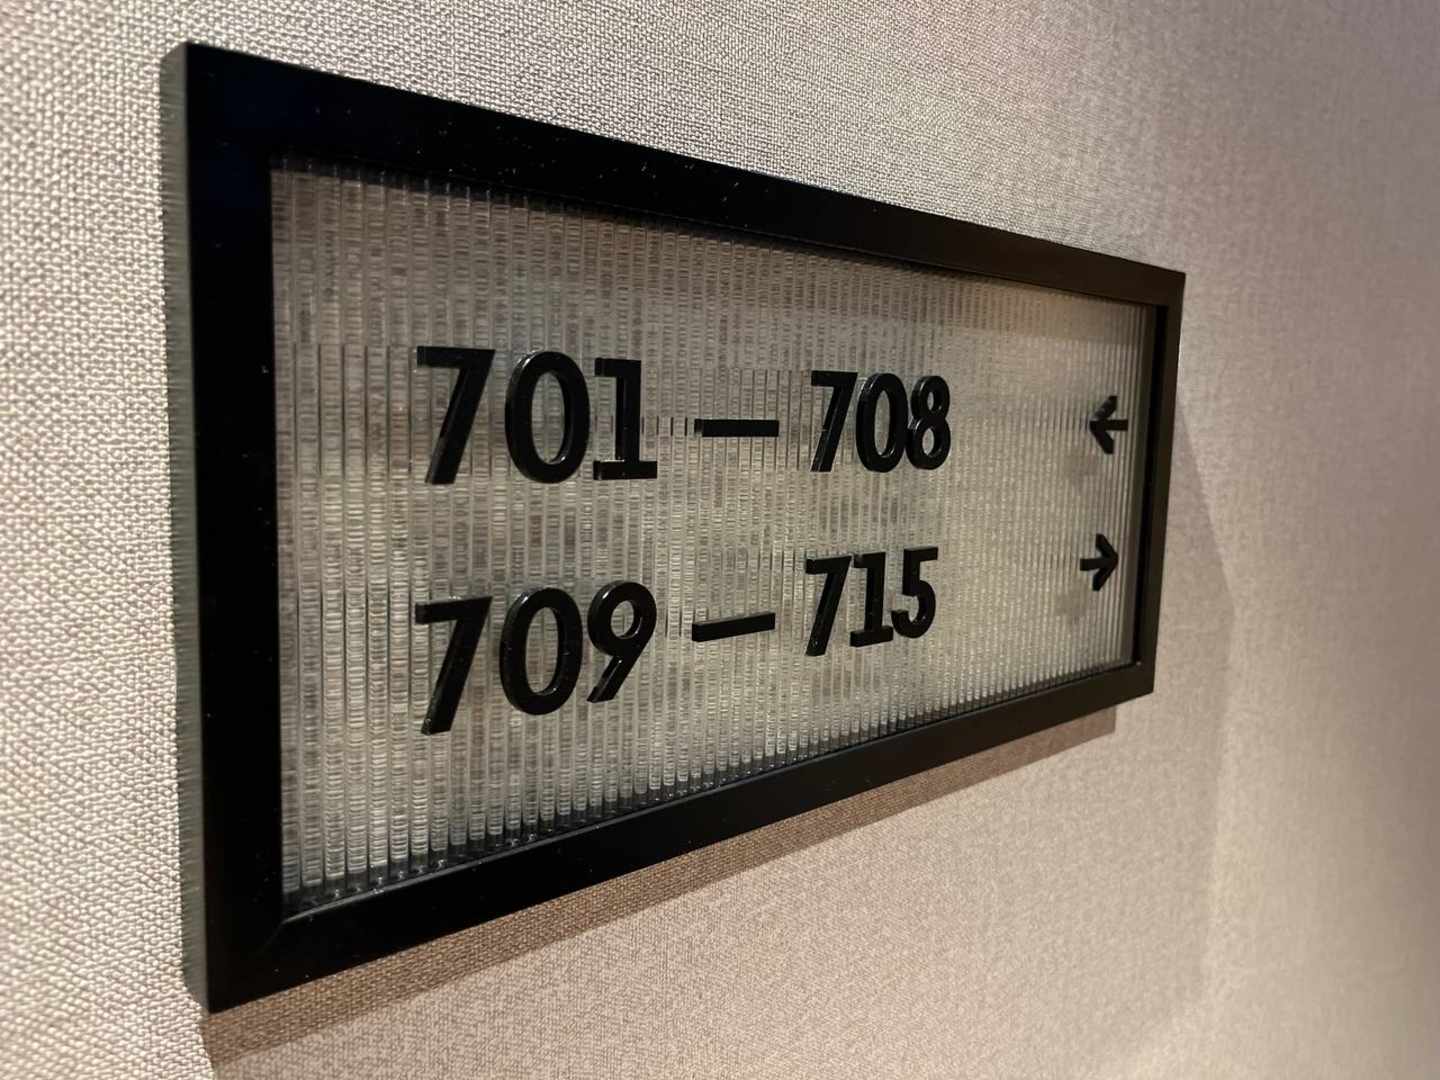 701 — 708 ←
709 — 715 →